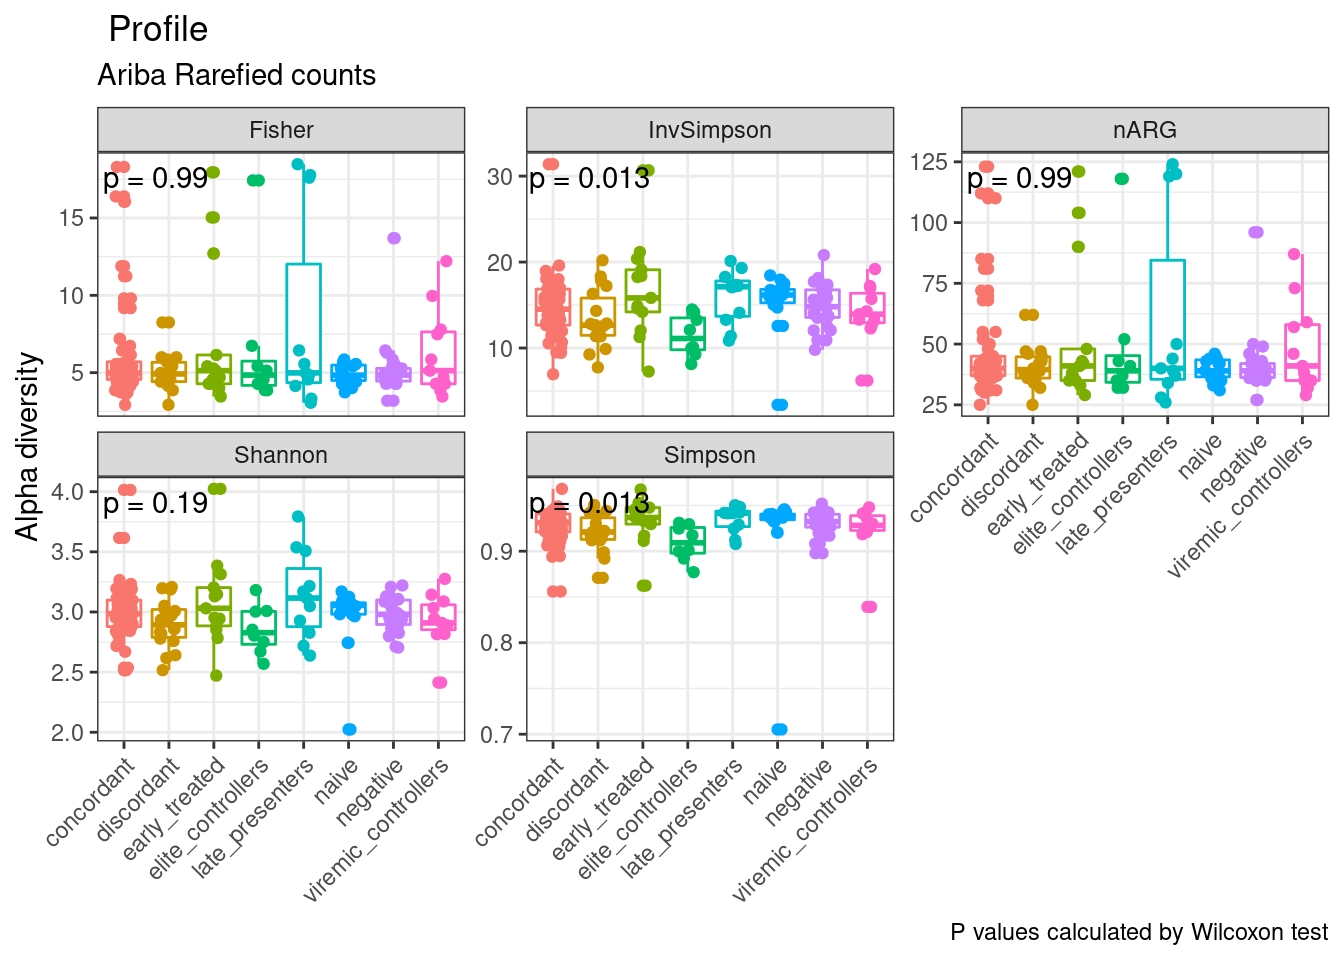 Profile
Ariba Rarefied counts
Fisher
InvSimpson
nARG
p = 0.99
p = 0.013
p = 0.99
15
10
5
30
20
10
125
100
75
50
25
Alpha diversity
Shannon
Simpson
p = 0.19
p = 0.013
4.0
3.5
3.0
2.5
2.0
0.9
0.8
0.7
concordant
discordant
early_treated
elite_controllers
late_presenters
naive
negative
viremic_controllers
concordant
discordant
early_treated
elite_controllers
late_presenters
naive
negative
viremic_controllers
concordant
discordant
early_treated
elite_controllers
late_presenters
naive
negative
viremic_controllers
P values calculated by Wilcoxon test